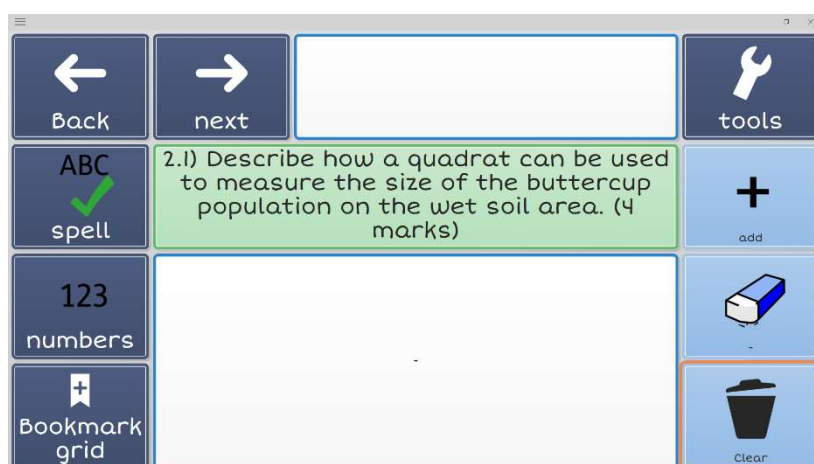 Back
next
tools
ABC
spell
2.1) Describe how a quadrat can be used
to measure the size of the buttercup
population on the wet soil area. (4
marks)
add
123
numbers
-
-
Bookmark
grid
Clear